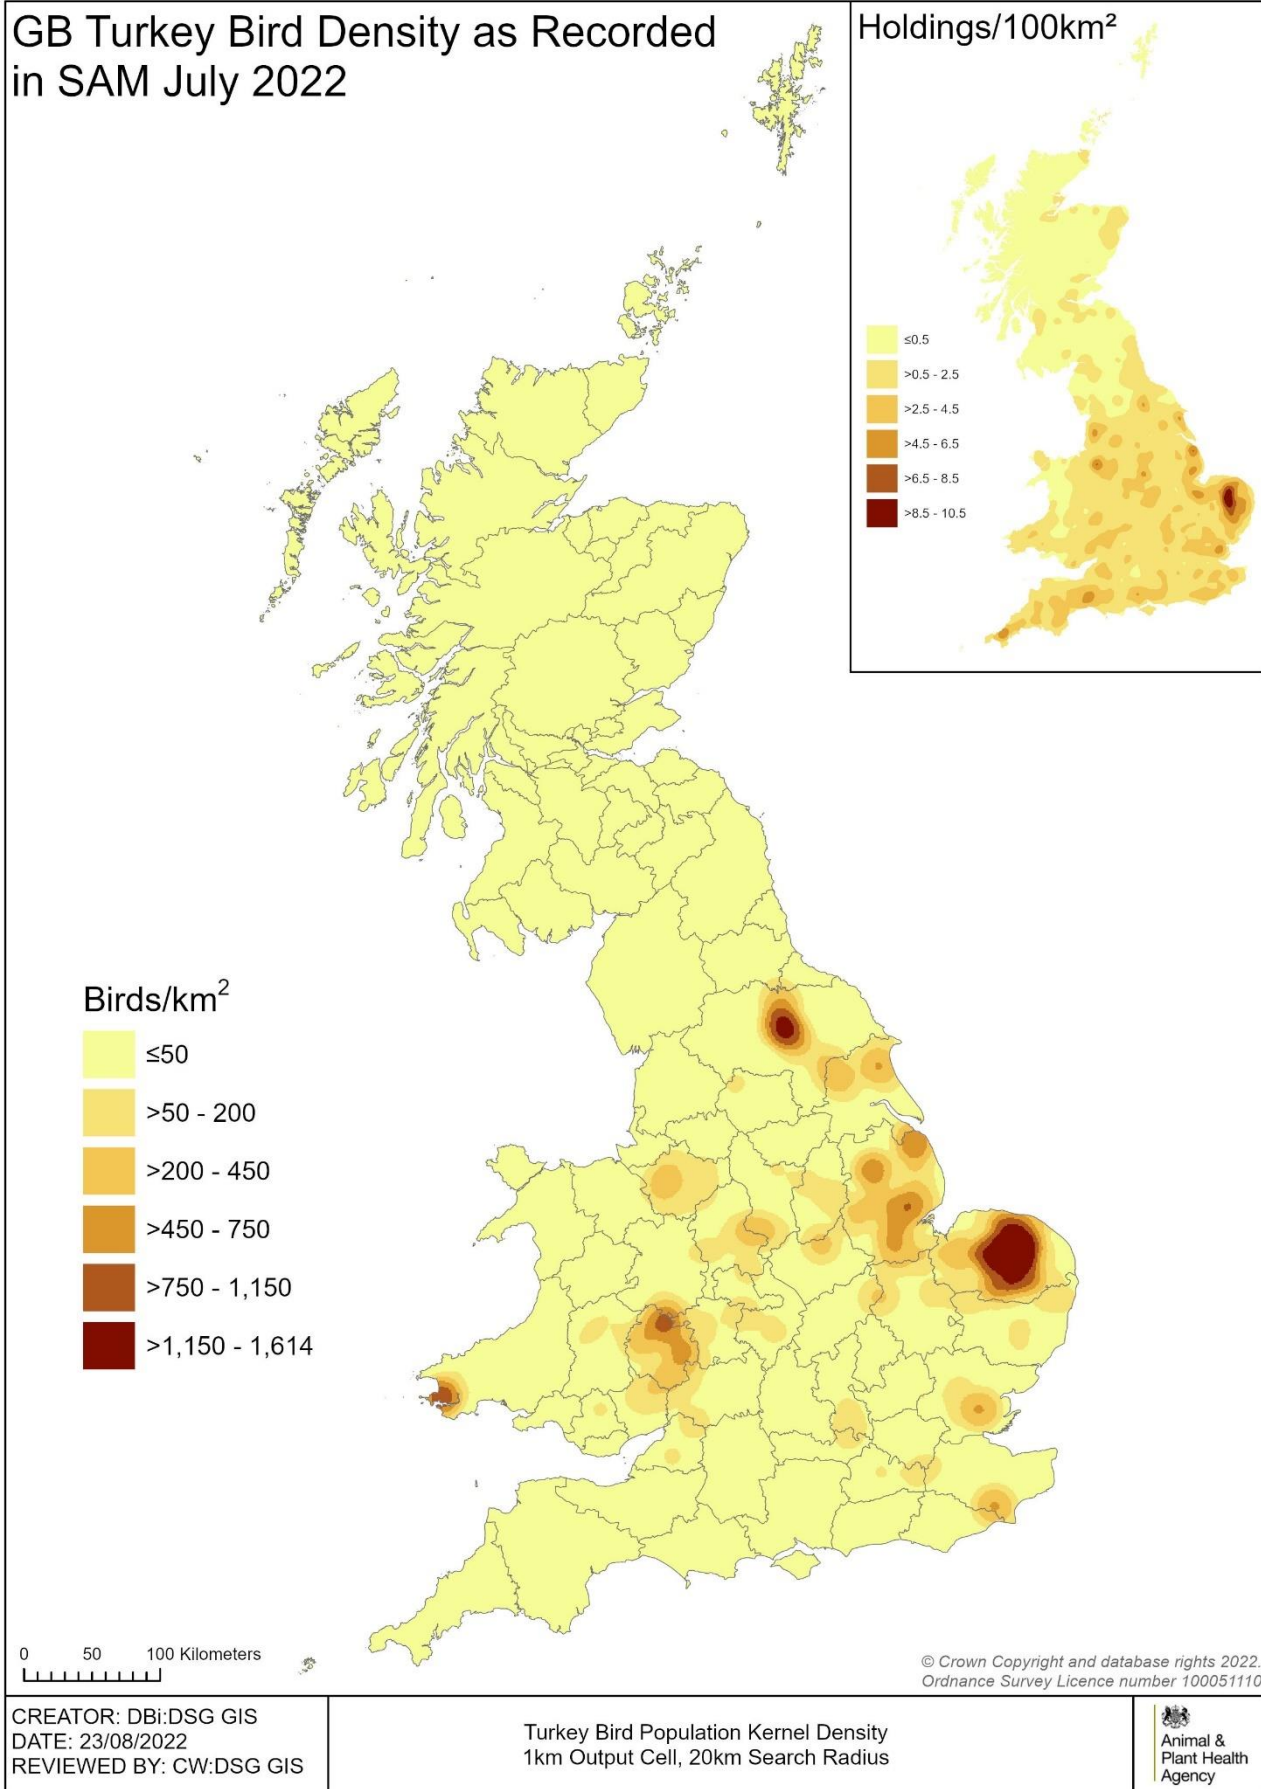 GB Turkey Bird Density as Recorded
in SAM July 2022
Holdings/100km²
≤0.5
>0.5 - 2.5
>2.5 - 4.5
>4.5 - 6.5
>6.5 - 8.5
>8.5 - 10.5
Birds/km²
≤50
>50 - 200
>200 - 450
>450 - 750
>750 - 1,150
>1,150 - 1,614
0 50 100 Kilometers
© Crown Copyright and database rights 2022.
Ordnance Survey Licence number 100051110
CREATOR: DBi:DSG GIS
DATE: 23/08/2022
REVIEWED BY: CW:DSG GIS
Turkey Bird Population Kernel Density
1km Output Cell, 20km Search Radius
Animal &
Plant Health
Agency